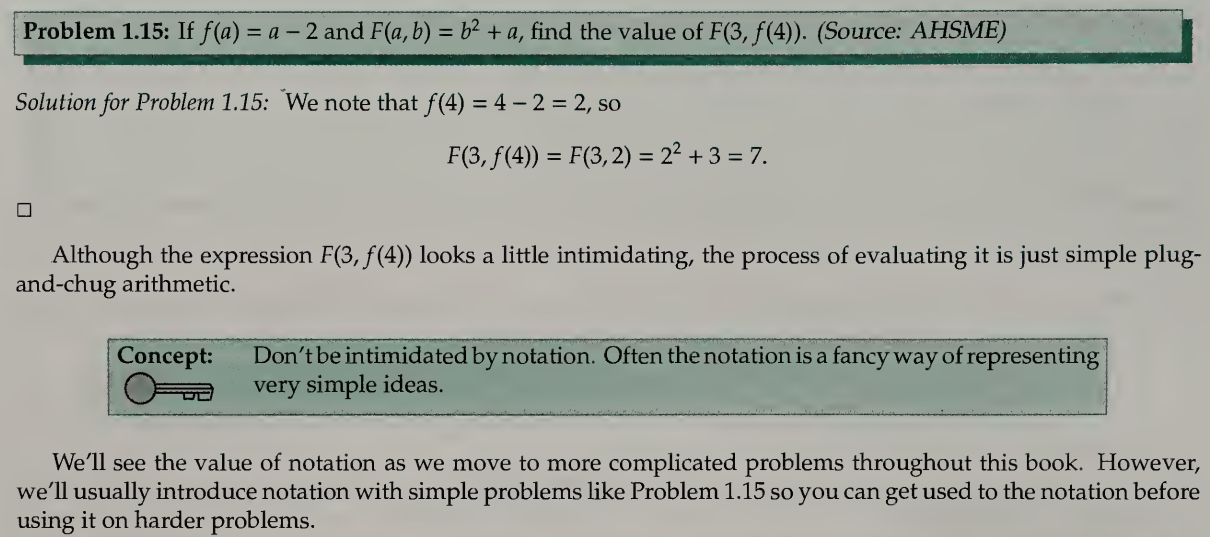 Problem 1.15: If f(a) = a − 2 and F(a, b) = b² + a, find the value of F(3, f(4)). (Source: AHSME)
Solution for Problem 1.15: We note that f(4) = 4 − 2 = 2, so
F(3, f(4)) = F(3, 2) = 2² + 3 = 7.
□
Although the expression F(3, f(4)) looks a little intimidating, the process of evaluating it is just simple plug-
and-chug arithmetic.
Concept: Don't be intimidated by notation. Often the notation is a fancy way of representing
very simple ideas.
We'll see the value of notation as we move to more complicated problems throughout this book. However,
we'll usually introduce notation with simple problems like Problem 1.15 so you can get used to the notation before
using it on harder problems.